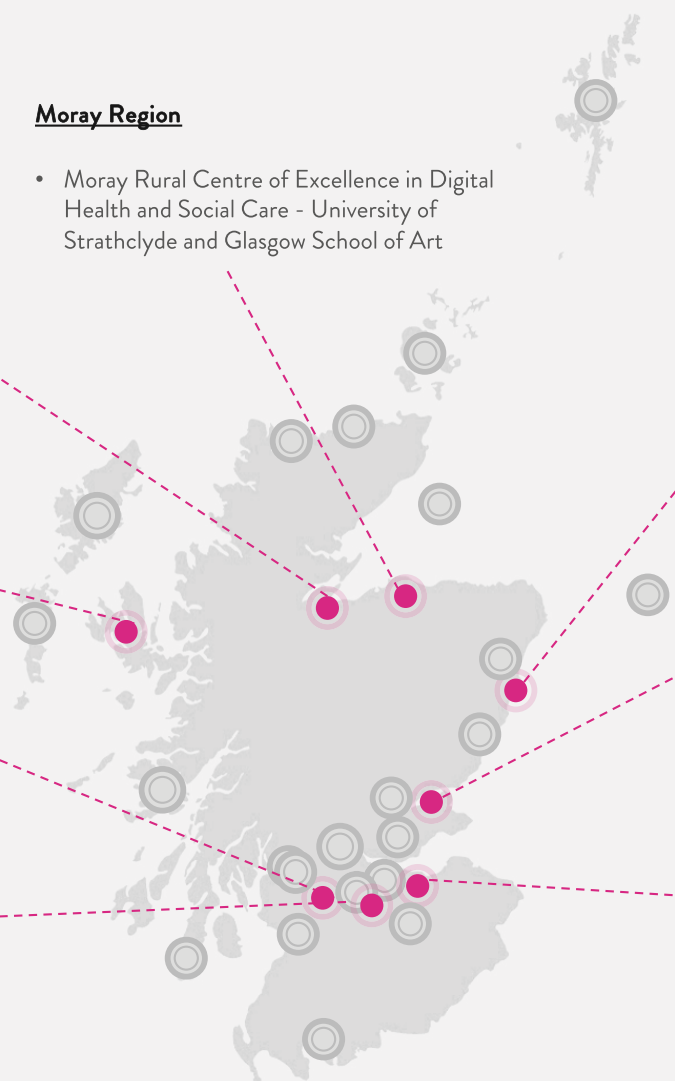 Moray Region
• Moray Rural Centre of Excellence in Digital
Health and Social Care - University of
Strathclyde and Glasgow School of Art